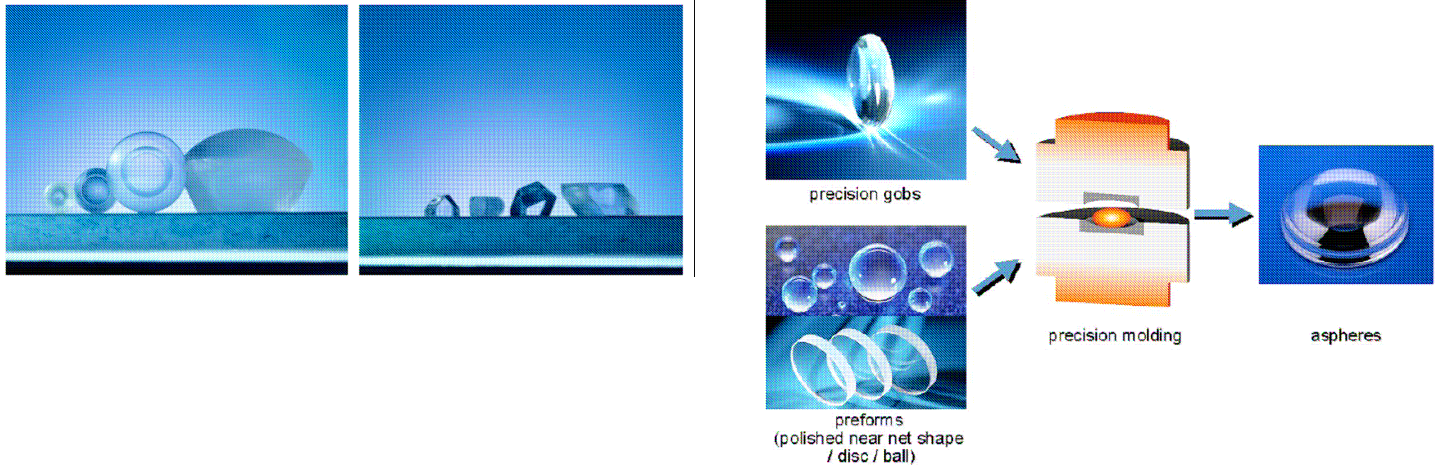 precision gobs
preforms
(polished near net shape
/ disc / ball)
precision molding
aspheres